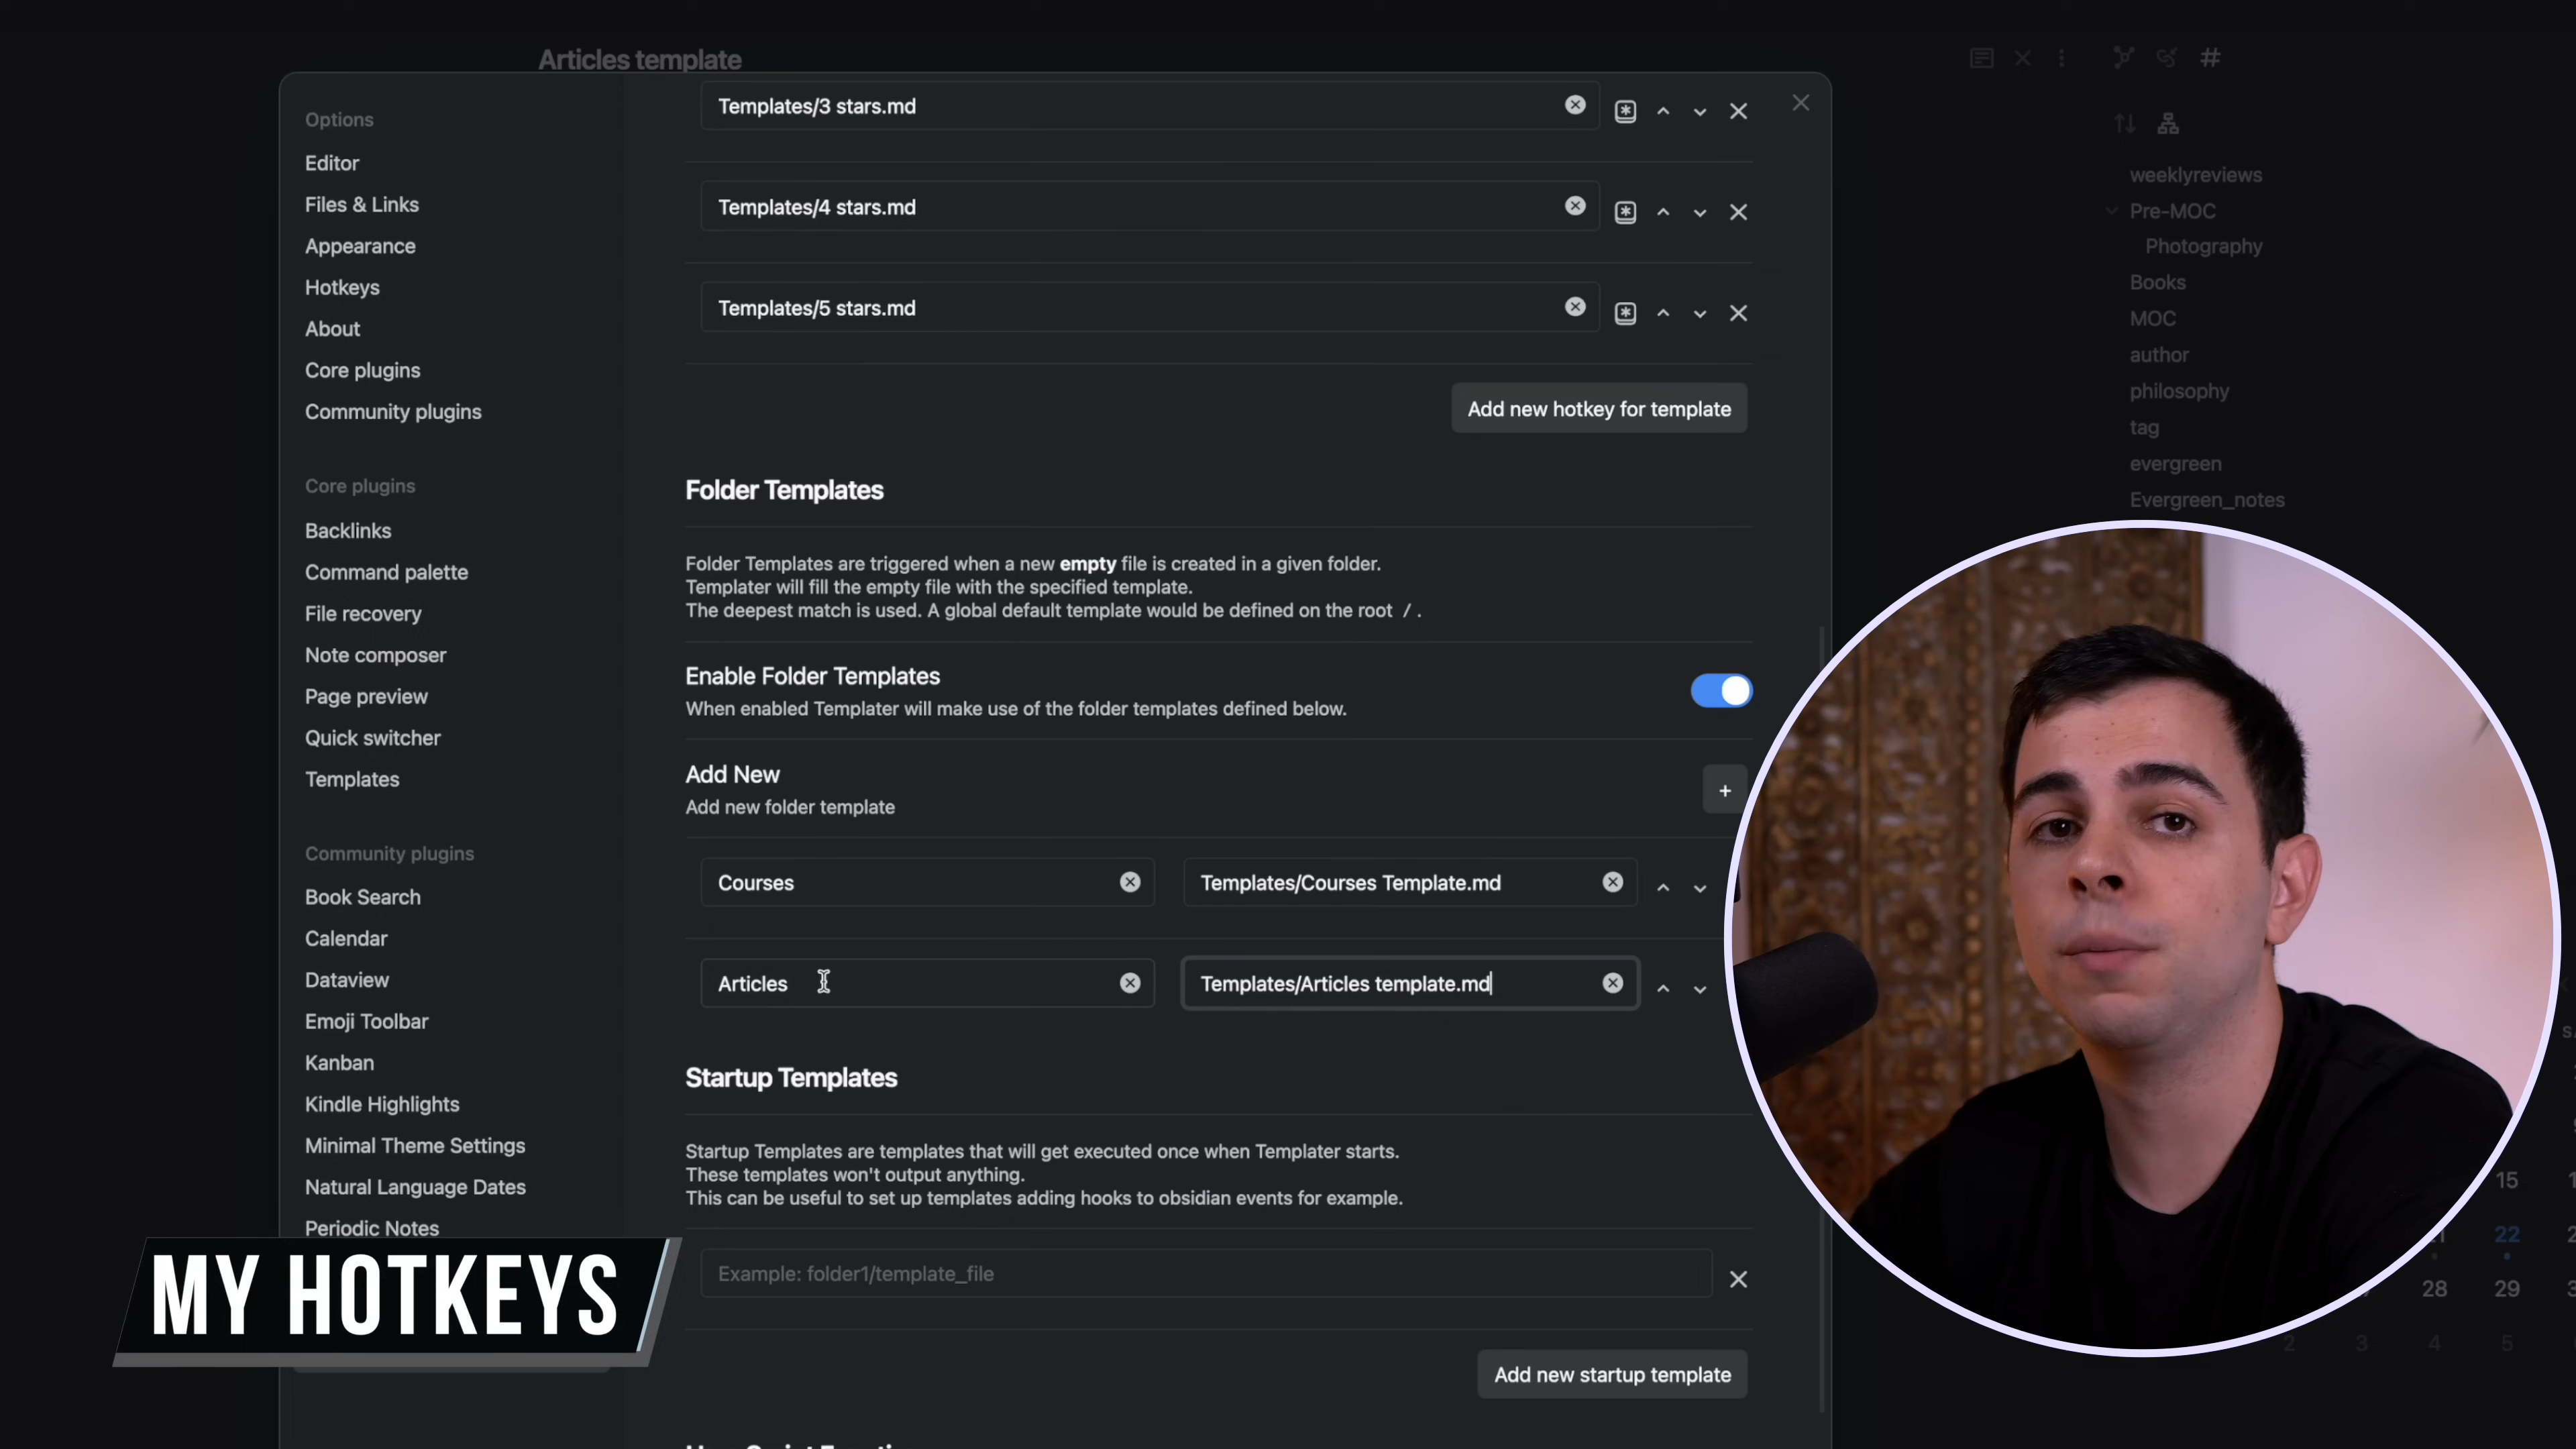 Articles template
Options
Editor
Files & Links
Appearance
Hotkeys
About
Core plugins
Community plugins
Core plugins
Backlinks
Command palette
File recovery
Note composer
Page preview
Quick switcher
Templates
Community plugins
Book Search
Calendar
Dataview
Emoji Toolbar
Kanban
Kindle Highlights
Minimal Theme Settings
Natural Language Dates
Periodic Notes
MY HOTKEYS
Templates/3 stars.md
Templates/4 stars.md
Templates/5 stars.md
Add new hotkey for template
Folder Templates
Folder Templates are triggered when a new empty file is created in a given folder.
Templater will fill the empty file with the specified template.
The deepest match is used. A global default template would be defined on the root / .
Enable Folder Templates
When enabled Templater will make use of the folder templates defined below.
Add New
Add new folder template
+
Courses
Templates/Courses Template.md
Articles
Templates/Articles template.md
Startup Templates
Startup Templates are templates that will get executed once when Templater starts.
These templates won't output anything.
This can be useful to set up templates adding hooks to obsidian events for example.
Example: folder1/template_file
Add new startup template
weeklyreviews
Pre-MOC
Photography
Books
MOC
author
philosophy
tag
evergreen
Evergreen_notes
15
22
28 29
2 3 4 5